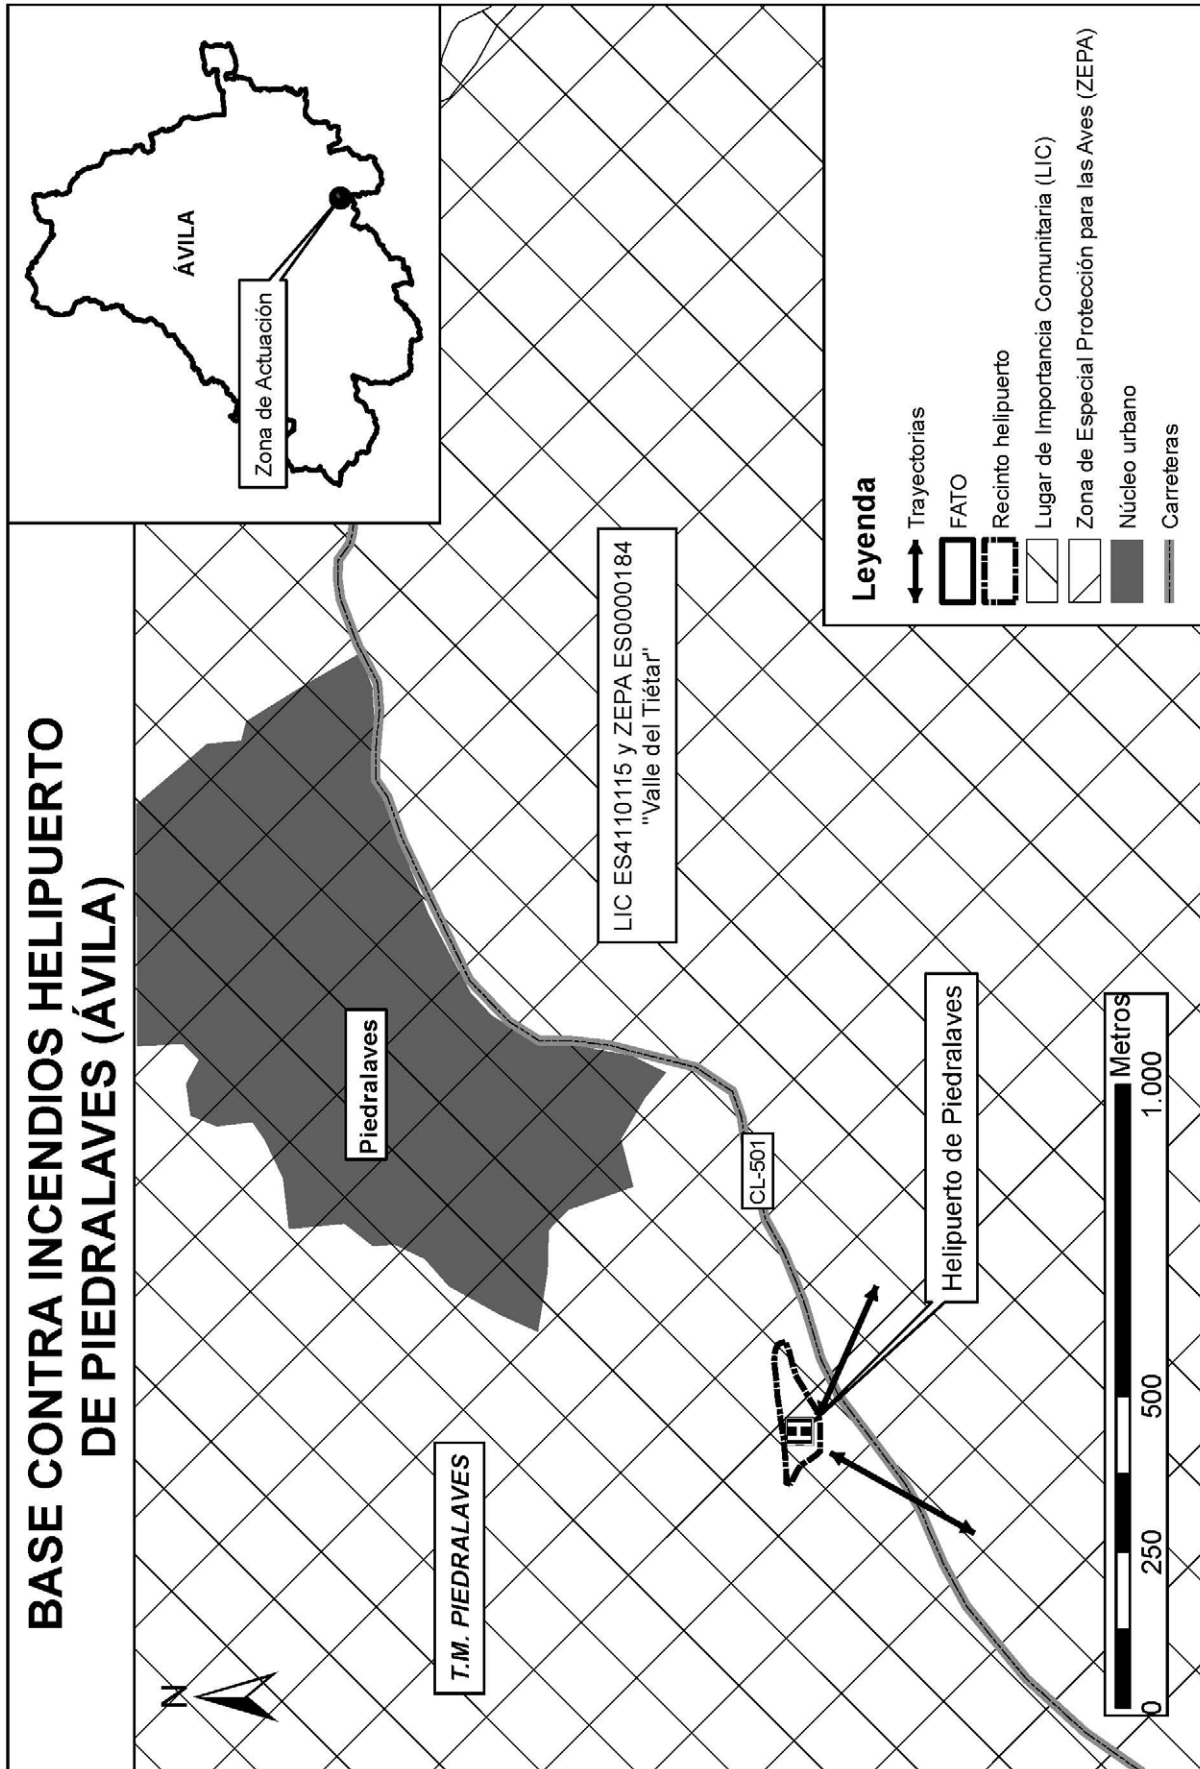 BASE CONTRA INCENDIOS HELIPUERTO
DE PIEDRALAVES (ÁVILA)
N
T.M. PIEDRALAVES
Piedralaves
ÁVILA
Zona de Actuación
LIC ES4110115 y ZEPA ES0000184
"Valle del Tiétar"
CL-501
H
Helipuerto de Piedralaves
0 250 500 1.000
Metros
Leyenda
Trayectorias
FATO
Recinto helipuerto
Lugar de Importancia Comunitaria (LIC)
Zona de Especial Protección para las Aves (ZEPA)
Núcleo urbano
Carreteras